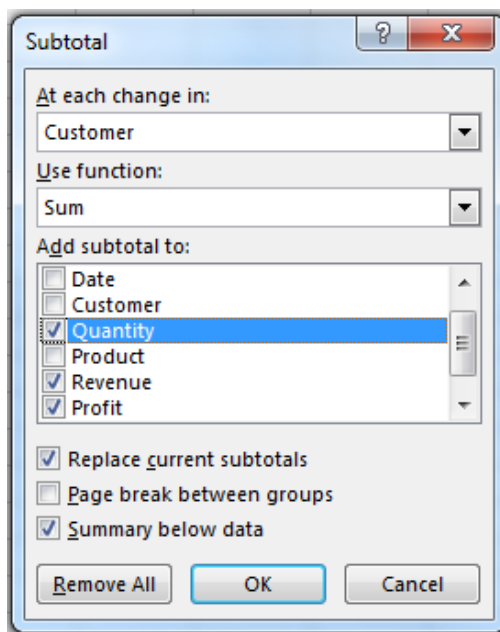 Subtotal
?
X
At each change in:
Customer
Use function:
Sum
Add subtotal to:
Date
Customer
Quantity
Product
Revenue
Profit
Replace current subtotals
Page break between groups
Summary below data
Remove All
OK
Cancel